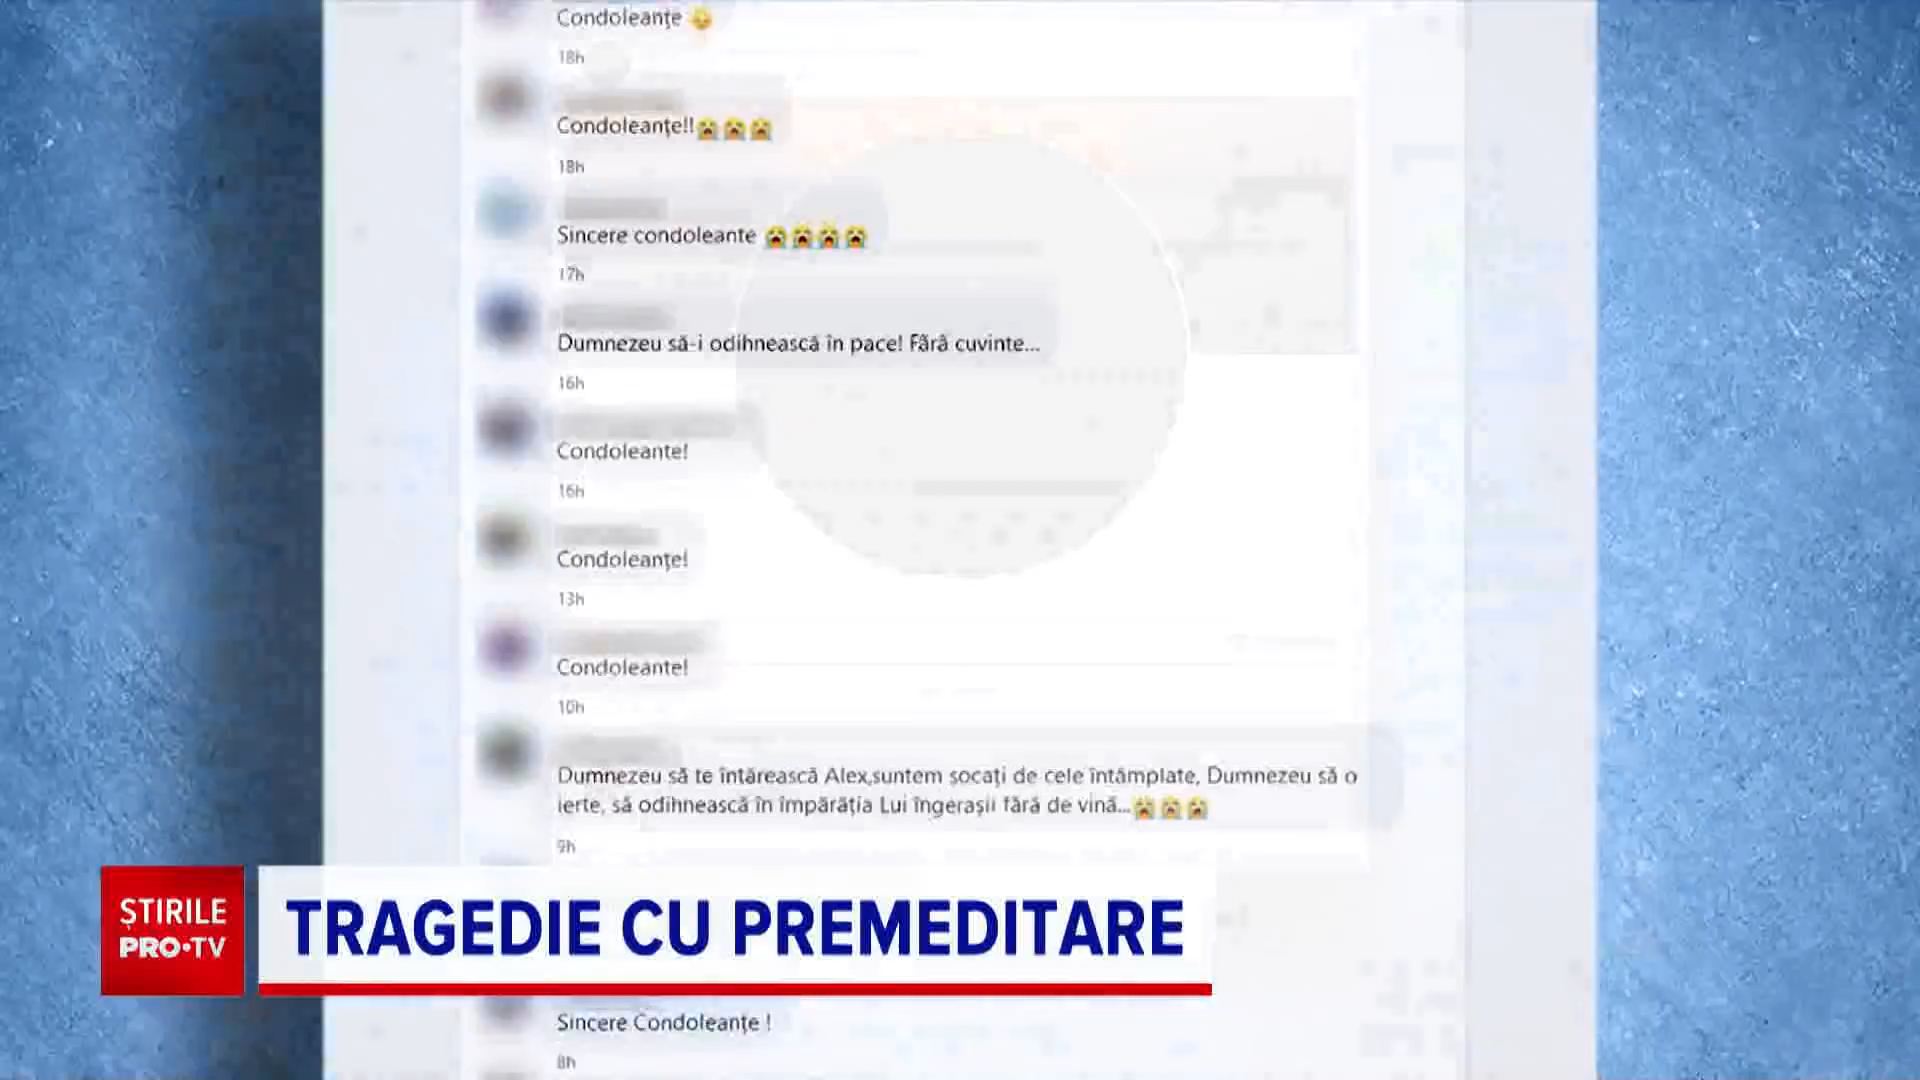 Condoleanțe
18h
Condoleanțe!!
18h
Sincere condoleante
17h
Dumnezeu să-i odihnească în pace! Fără cuvinte...
16h
Condoleante!
16h
Condoleanțe!
13h
Condoleante!
10h
Dumnezeu să te întărească Alex,suntem șocați de cele întâmplate, Dumnezeu să o
ierte, să odihnească în împărăția Lui îngerașii fără de vină...
9h
ȘTIRILE
PRO•TV
TRAGEDIE CU PREMEDITARE
Sincere Condoleanțe !
8h